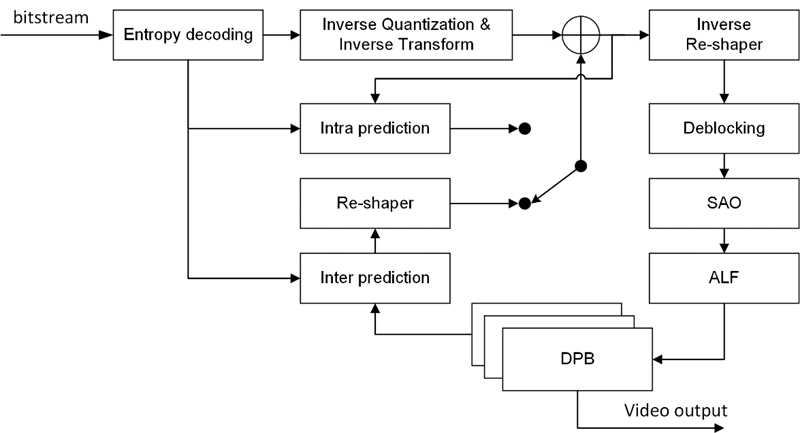 bitstream
Entropy decoding
Inverse Quantization &
Inverse Transform
Inverse
Re-shaper
Intra prediction
Deblocking
Re-shaper
SAO
Inter prediction
ALF
DPB
Video output